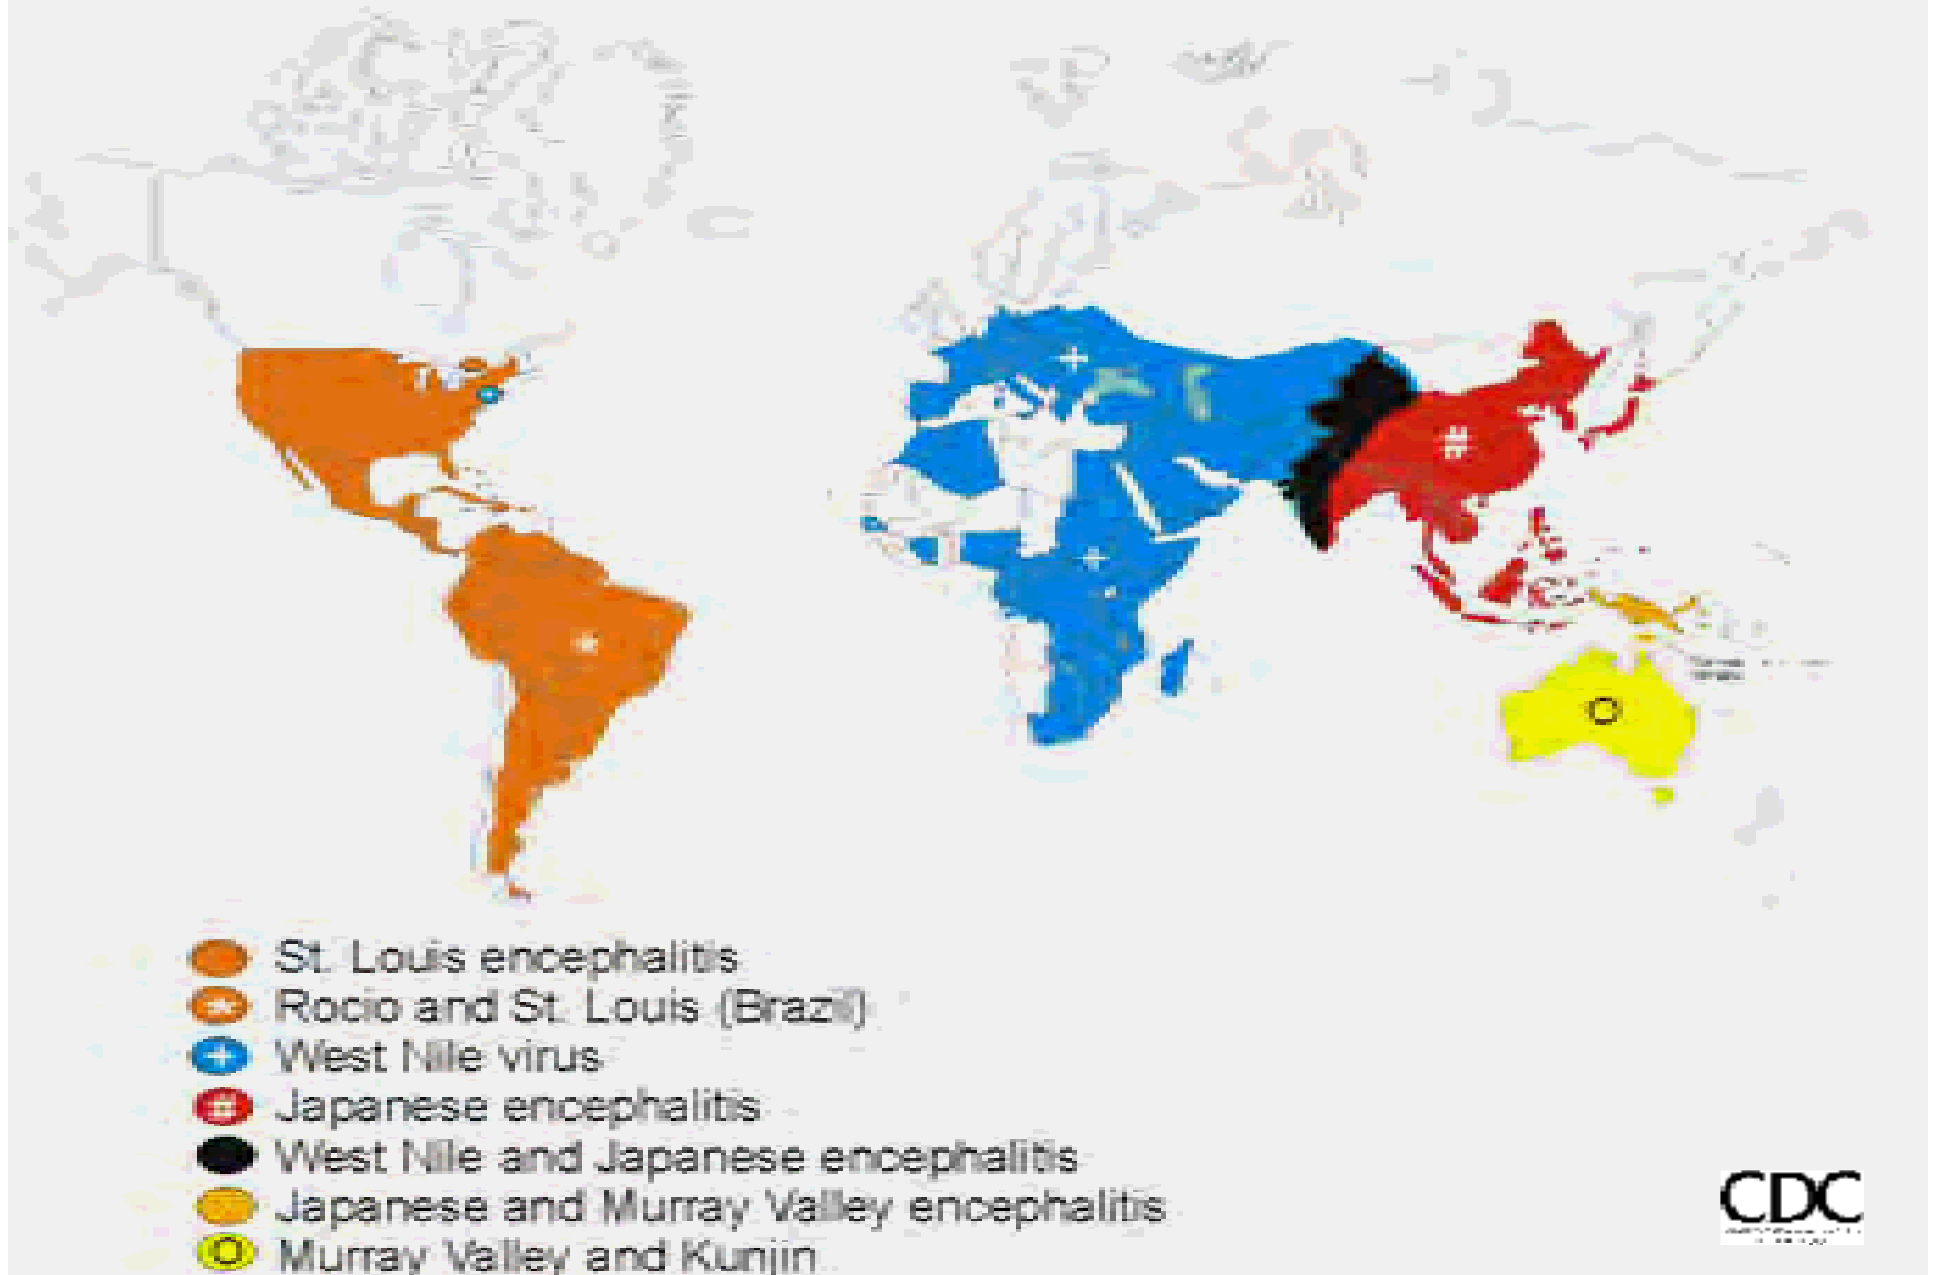 St. Louis encephalitis
Rocio and St. Louis (Brazil)
West Nile virus
Japanese encephalitis
West Nile and Japanese encephalitis
Japanese and Murray Valley encephalitis
Murray Valley and Kunjin
CDC